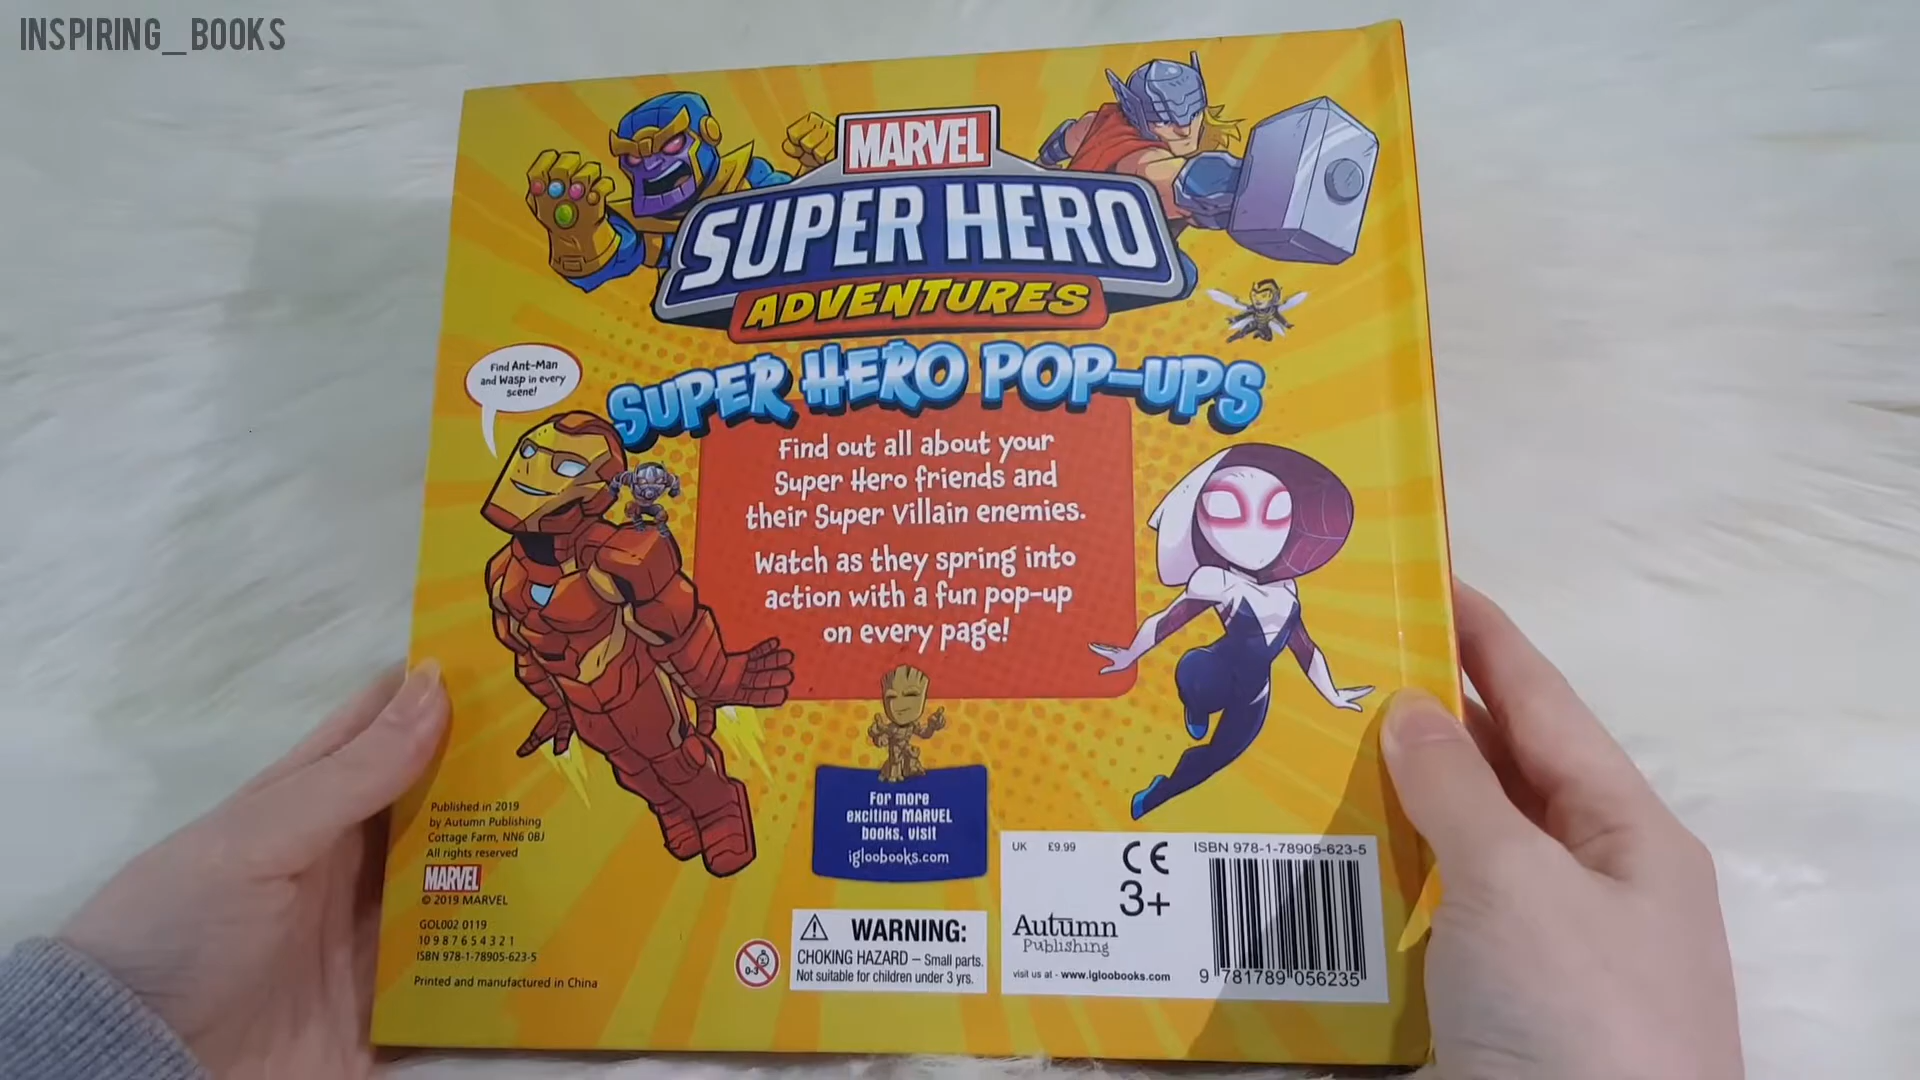 INSPIRING_BOOKS
MARVEL
SUPER HERO
ADVENTURES
SUPER HERO POP-UPS
Find Ant-Man
and Wasp in every
scene!
Find out all about your
Super Hero friends and
their Super Villain enemies.
Watch as they spring into
action with a fun pop-up
on every page!
For more
exciting MARVEL
books, visit
igloobooks.com
Published in 2019
by Autumn Publishing
Cottage Farm, NN6 0BJ
All rights reserved
MARVEL
© 2019 MARVEL
GOL002 0119
10 9 8 7 6 5 4 3 2 1
ISBN 978-1-78905-623-5
Printed and manufactured in China
0-3
WARNING:
CHOKING HAZARD – Small parts.
Not suitable for children under 3 yrs.
UK £9.99
CE
3+
Autumn
Publishing
visit us at - www.igloobooks.com
ISBN 978-1-78905-623-5
9 781789 056235